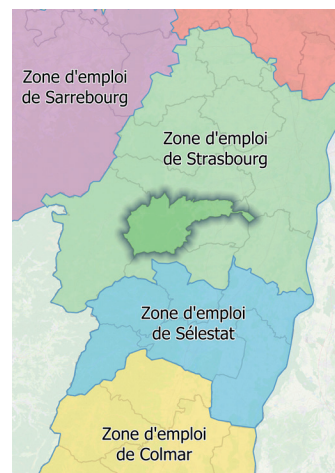 Zone d'emploi
de Sarrebourg
Zone d'emploi
de Strasbourg
Zone d'emploi
de Sélestat
Zone d'emploi
de Colmar